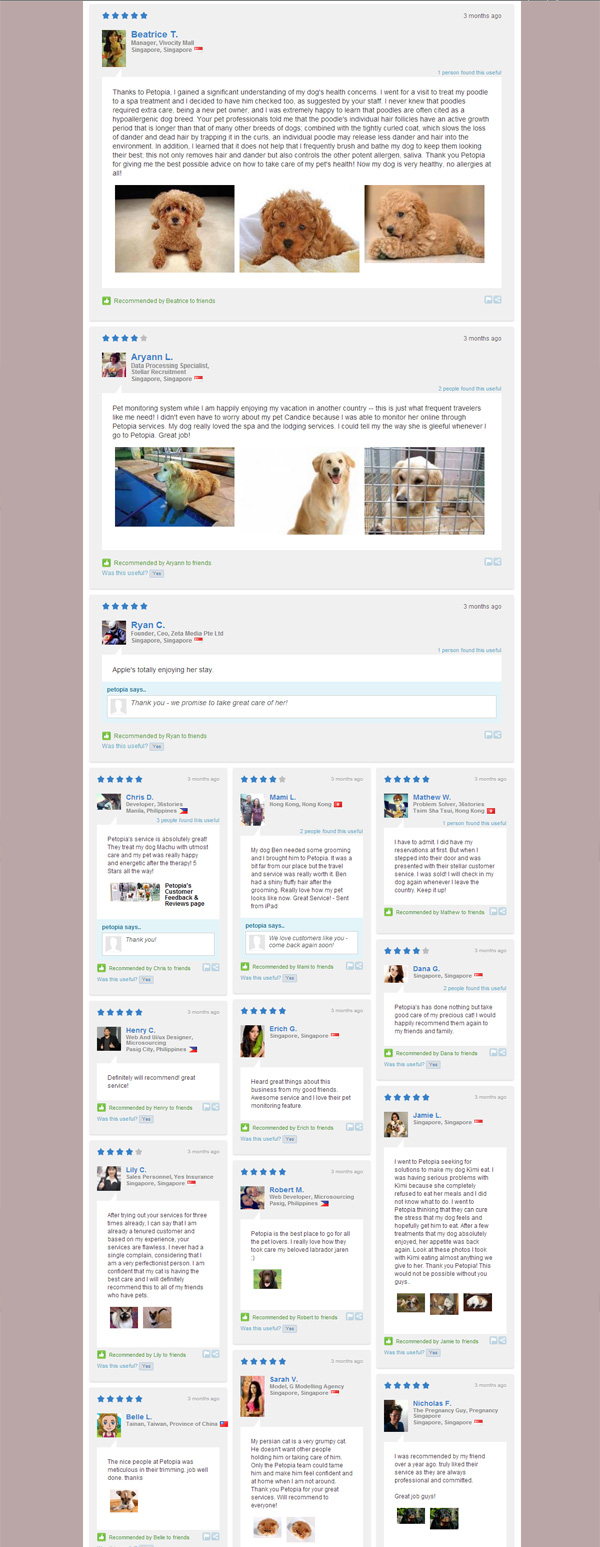 3 months ago
Beatrice T.
Manager, Vivocity Mall
Singapore, Singapore
1 person found this useful
Thanks to Petopia, I gained a significant understanding of my dog's health concerns. I went for a visit to treat my poodle
to a spa treatment and I decided to have him checked too, as suggested by your staff. I never knew that poodles
required extra care, being a new pet owner, and I was extremely happy to learn that poodles are often cited as a
hypoallergenic dog breed. Your pet professionals told me that the poodle's individual hair follicles have an active growth
period that is longer than that of many other breeds of dogs; combined with the tightly curled coat, which slows the loss
of dander and dead hair by trapping it in the curls, an individual poodle may release less dander and hair into the
environment. In addition, I learned that it does not help that I frequently brush and bathe my dog to keep them looking
their best; this not only removes hair and dander but also controls the other potent allergen, saliva. Thank you Petopia
for giving me the best possible advice on how to take care of my pet's health! Now my dog is very healthy, no allergies at
all!
Recommended by Beatrice to friends
3 months ago
Aryann L.
Data Processing Specialist,
Stellar Recruitment
Singapore, Singapore
2 people found this useful
Pet monitoring system while I am happily enjoying my vacation in another country -- this is just what frequent travelers
like me need! I didn't even have to worry about my pet Candice because I was able to monitor her online through
Petopia services. My dog really loved the spa and the lodging services. I could tell my the way she is gleeful whenever I
go to Petopia. Great job!
Recommended by Aryann to friends
Was this useful? Yes
3 months ago
Ryan C.
Founder, Ceo, Zeta Media Pte Ltd
Singapore, Singapore
1 person found this useful
Apple's totally enjoying her stay.
petopia says..
Thank you - we promise to take great care of her!
Recommended by Ryan to friends
Was this useful? Yes
3 months ago
Chris D.
Developer, 36stories
Manila, Philippines
3 people found this useful
Petopia's service is absolutely great!
They treat my dog Machu with utmost
care and my pet was really happy
and energetic after the therapy! 5
Stars all the way!
Petopia's
Customer
Feedback &
Reviews page
petopia says..
Thank you!
Recommended by Chris to friends
Was this useful? Yes
3 months ago
Henry C.
Web And Ui/ux Designer,
Microsourcing
Pasig City, Philippines
Definitely will recommend! great
service!
Recommended by Henry to friends
Was this useful? Yes
3 months ago
Lily C.
Sales Personnel, Yes Insurance
Singapore, Singapore
After trying out your services for three
times already, I can say that I am
already a tenured customer and
based on my experience, your
services are flawless. I never had a
single complain, considering that I
am a very perfectionist person. I am
confident that my cat is having the
best care and I will definitely
recommend this to all of my friends
who have pets.
Recommended by Lily to friends
Was this useful? Yes
3 months ago
Belle L.
Tainan, Taiwan, Province of China
The nice people at Petopia was
meticulous in their trimming. job well
done. thanks
Recommended by Belle to friends
Was this useful? Yes
3 months ago
Mami L.
Hong Kong, Hong Kong
2 people found this useful
My dog Ben needed some grooming
and I brought him to Petopia. It was a
bit far from our place but the travel
and service was really worth it. Ben
had a shiny fluffy hair after the
grooming. Really love how my pet
looks like now. Great Service! - Sent
from iPad
petopia says..
We love customers like you -
come back again soon!
Recommended by Mami to friends
Was this useful? Yes
3 months ago
Erich G.
Singapore, Singapore
Heard great things about this
business from my good friends.
Awesome service and I love their pet
monitoring feature.
Recommended by Erich to friends
Was this useful? Yes
3 months ago
Robert M.
Web Developer, Microsourcing
Pasig, Philippines
Petopia is the best place to go for all
the pet lovers. I really love how they
took care my beloved labrador jaren
:)
Recommended by Robert to friends
Was this useful? Yes
3 months ago
Sarah V.
Model, G Modelling Agency
Singapore, Singapore
My persian cat is a very grumpy cat.
He doesn't want other people
holding him or taking care of him.
Only the Petopia team could tame
him and make him feel confident and
at home when I am not around.
Thank you Petopia for your great
services. Will recommend to
everyone!
3 months ago
Mathew W.
Problem Solver, 36stories
Tsim Sha Tsui, Hong Kong
1 person found this useful
I have to admit. I did have my
reservations at first. But when I
stepped into their door and was
presented with their stellar customer
service, I was sold! I will check in my
dog again whenever I leave the
country. Keep it up!
Recommended by Mathew to friends
3 months ago
Dana G.
Singapore, Singapore
2 people found this useful
Petopia's has done nothing but take
good care of my precious cat! I would
happily recommend them again to
my friends and family.
Recommended by Dana to friends
Was this useful? Yes
3 months ago
Jamie L.
Singapore, Singapore
I went to Petopia seeking for
solutions to make my dog Kimi eat. I
was having serious problems with
Kimi because she completely
refused to eat her meals and I did
not know what to do. I went to
Petopia thinking that they can cure
the stress that my dog feels and
hopefully get him to eat. After a few
treatments that my dog absolutely
enjoyed, her appetite was back
again. Look at these photos I took
with Kimi eating almost anything we
give to her. Thank you Petopia! This
would not be possible without you
guys..
Recommended by Jamie to friends
Was this useful? Yes
3 months ago
Nicholas F.
The Pregnancy Guy, Pregnancy
Singapore
Singapore, Singapore
I was recommended by my friend
over a year ago. truly liked their
service as they are always
professional and committed.
Great job guys!